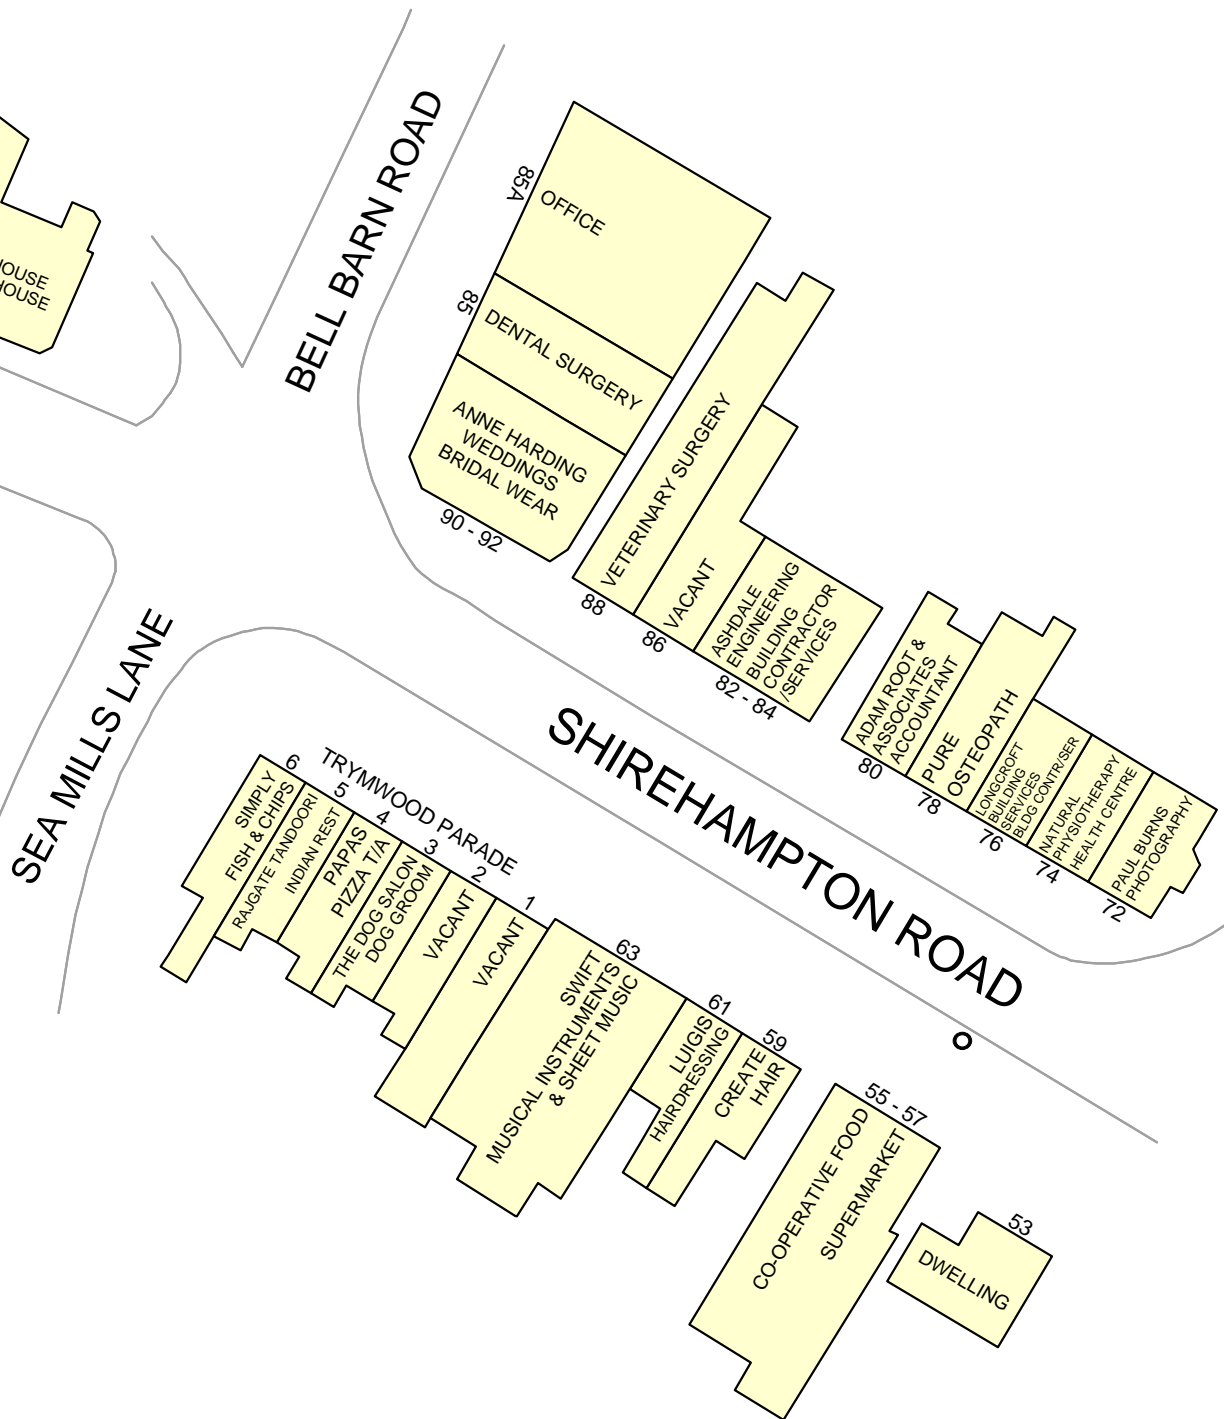 BELL BARN ROAD
85A
OFFICE
85
DENTAL SURGERY
ANNE HARDING
WEDDINGS
BRIDAL WEAR
90 - 92
HOUSE
HOUSE
VETERINARY SURGERY
88
VACANT
86
ASHDALE
ENGINEERING
BUILDING
CONTRACTOR
/SERVICES
82 - 84
ADAM ROOT &
ASSOCIATES
ACCOUNTANT
80
PURE
OSTEOPATH
78
LONGCROFT
BUILDING
SERVICES
BLDG CONTR/SER
76
NATURAL
PHYSIOTHERAPY
HEALTH CENTRE
74
PAUL BURNS
PHOTOGRAPHY
72
SEA MILLS LANE
SHIREHAMPTON ROAD
TRYMWOOD PARADE
6
SIMPLY
FISH & CHIPS
5
RAJGATE TANDOORI
INDIAN REST
4
PAPAS
PIZZA T/A
3
THE DOG SALON
DOG GROOM
2
VACANT
1
VACANT
63
SWIFT
MUSICAL INSTRUMENTS
& SHEET MUSIC
61
LUIGIS
HAIRDRESSING
59
CREATE
HAIR
55 - 57
CO-OPERATIVE FOOD
SUPERMARKET
53
DWELLING